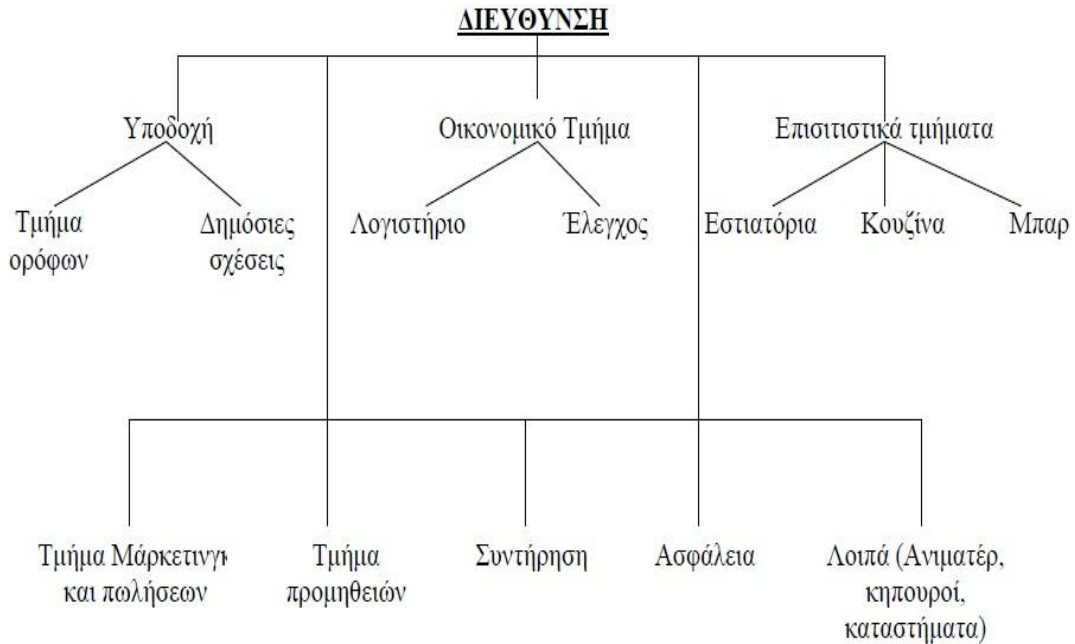 ΔΙΕΥΘΥΝΣΗ
Υποδοχή
Οικονομικό Τμήμα
Επισιτιστικά τμήματα
Τμήμα
ορόφων
Δημόσιες
σχέσεις
Λογιστήριο
Έλεγχος
Εστιατόρια
Κουζίνα
Μπαρ
Τμήμα Μάρκετινγκ
και πωλήσεων
Τμήμα
προμηθειών
Συντήρηση
Ασφάλεια
Λοιπά (Ανιματέρ,
κηπουροί,
καταστήματα)